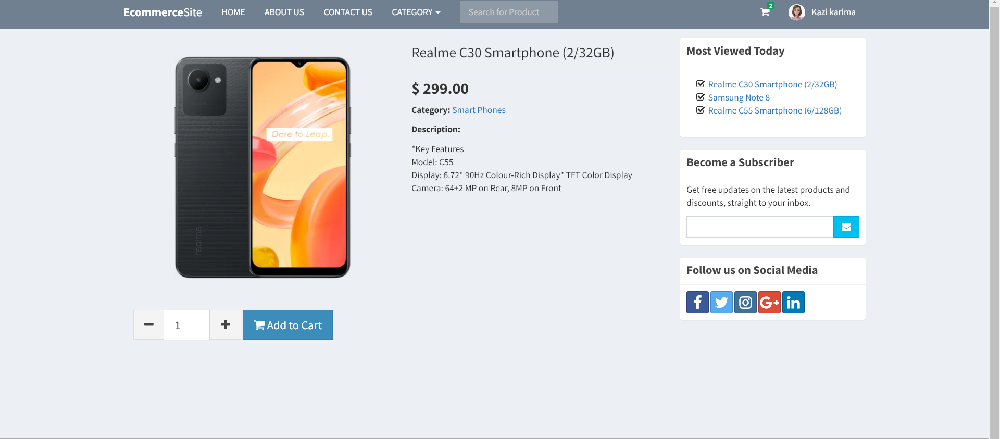 EcommerceSite HOME ABOUT US CONTACT US CATEGORY Search for Product 2 Kazi karima
Realme C30 Smartphone (2/32GB)
$ 299.00
Category: Smart Phones
Description:
*Key Features
Model: C55
Display: 6.72" 90Hz Colour-Rich Display" TFT Color Display
Camera: 64+2 MP on Rear, 8MP on Front
Dare to Leap.
realme
1
Add to Cart
Most Viewed Today
Realme C30 Smartphone (2/32GB)
Samsung Note 8
Realme C55 Smartphone (6/128GB)
Become a Subscriber
Get free updates on the latest products and
discounts, straight to your inbox.
Follow us on Social Media